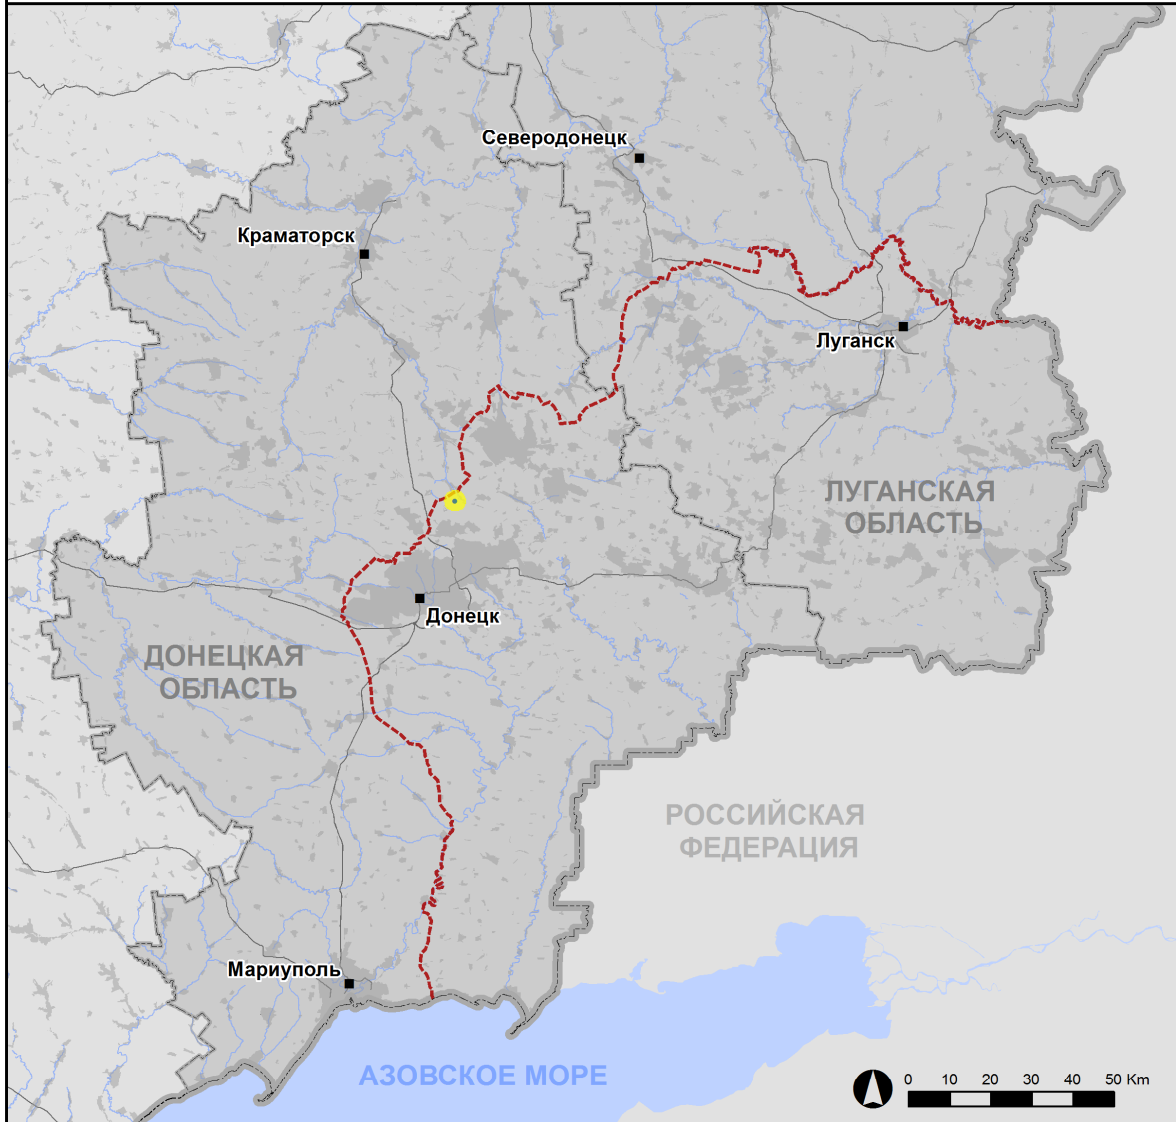 Северодонецк
Краматорск
Луганск
ЛУГАНСКАЯ
ОБЛАСТЬ
Донецк
ДОНЕЦКАЯ
ОБЛАСТЬ
РОССИЙСКАЯ
ФЕДЕРАЦИЯ
Мариуполь
АЗОВСКОЕ МОРЕ
0 10 20 30 40 50 Km